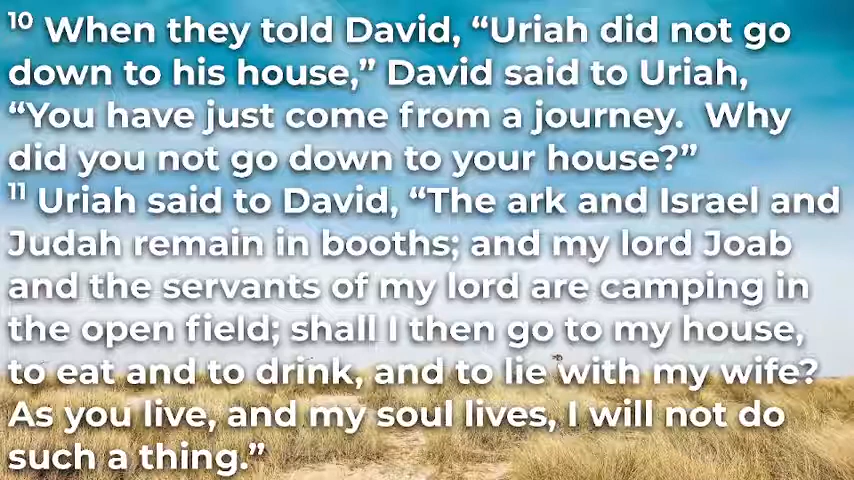 10 When they told David, “Uriah did not go
down to his house,” David said to Uriah,
“You have just come from a journey.  Why
did you not go down to your house?”
11 Uriah said to David, “The ark and Israel and
Judah remain in booths; and my lord Joab
and the servants of my lord are camping in
the open field; shall I then go to my house,
to eat and to drink, and to lie with my wife?
As you live, and my soul lives, I will not do
such a thing.”